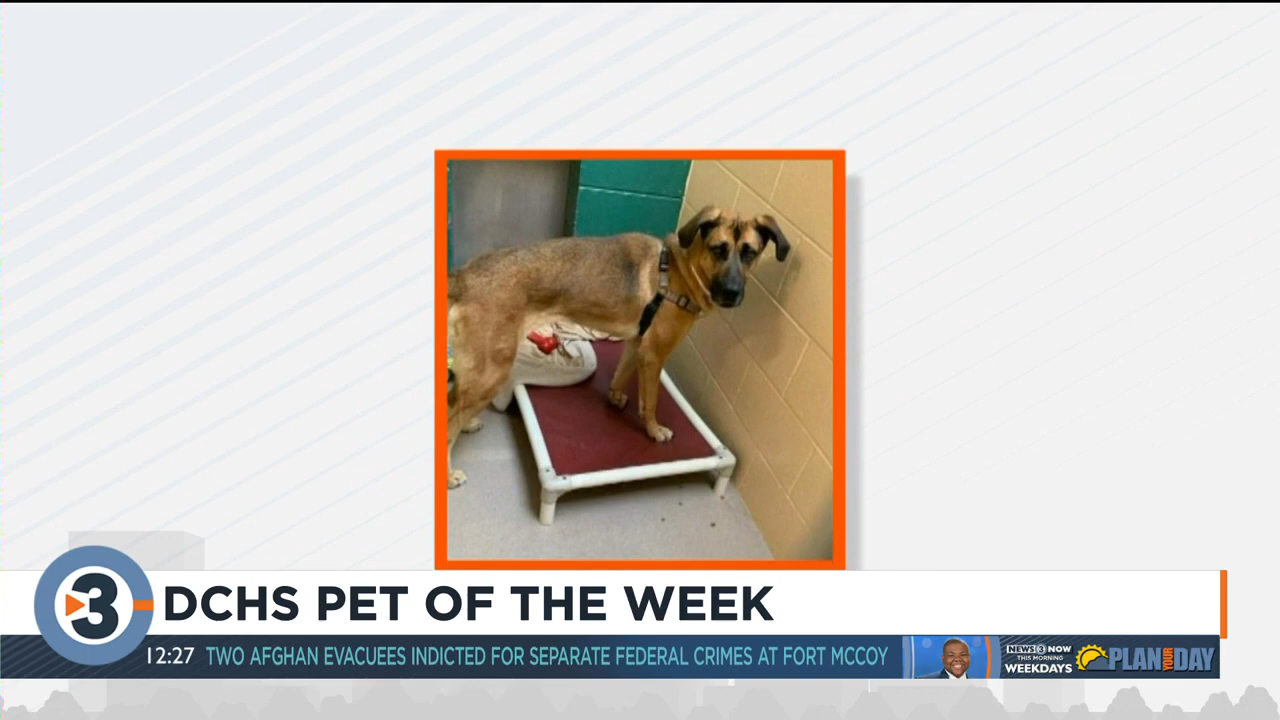 3
DCHS PET OF THE WEEK
12:27 TWO AFGHAN EVACUEES INDICTED FOR SEPARATE FEDERAL CRIMES AT FORT MCCOY
NEWS 3 NOW
THIS MORNING
WEEKDAYS
PLAN YOUR DAY